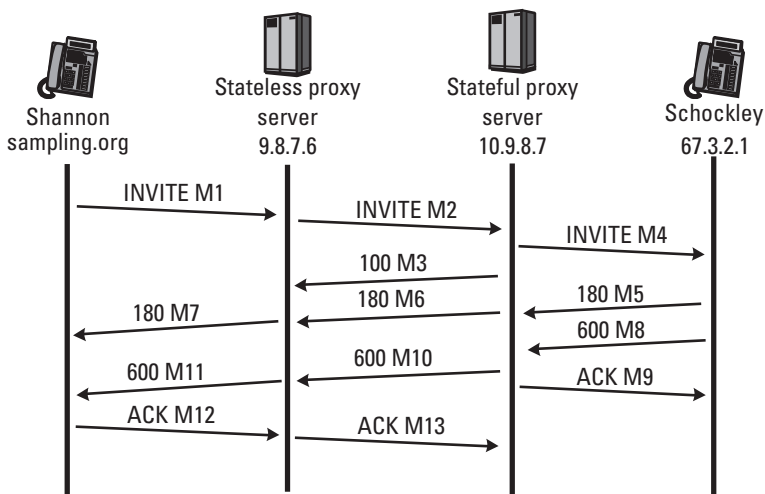 Shannon
sampling.org
Stateless proxy
server
9.8.7.6
Stateful proxy
server
10.9.8.7
Schockley
67.3.2.1
INVITE M1
INVITE M2
INVITE M4
100 M3
180 M5
180 M6
180 M7
600 M8
600 M10
600 M11
ACK M9
ACK M12
ACK M13